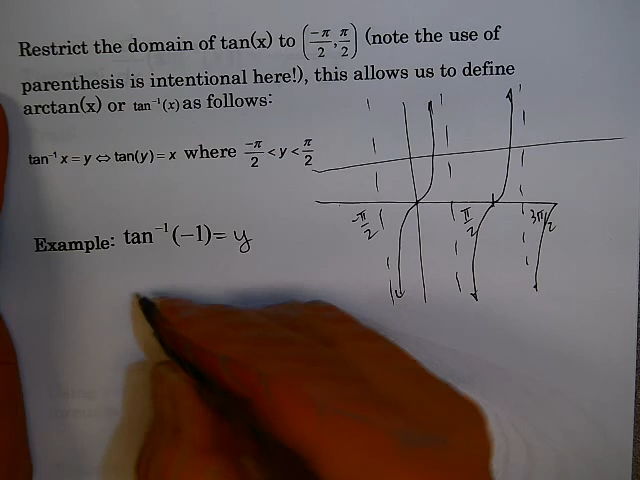 Restrict the domain of tan(x) to (-π/2, π/2) (note the use of
parenthesis is intentional here!), this allows us to define
arctan(x) or tan⁻¹(x) as follows:
tan⁻¹ x = y ⇔ tan(y) = x where -π/2 < y < π/2
-π/2 π/2 3π/2
Example: tan⁻¹(-1) = y